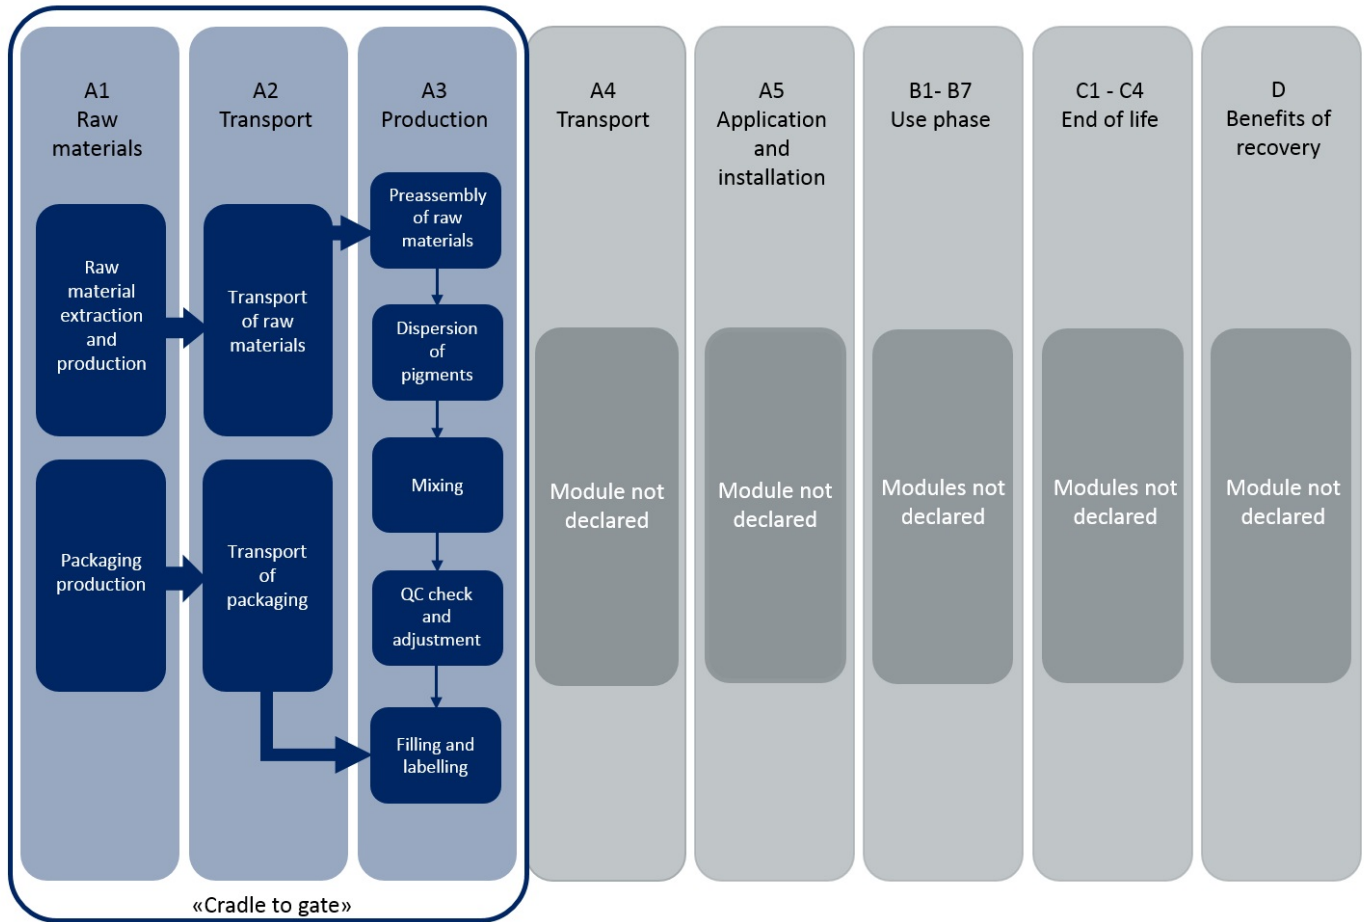 A1
Raw
materials
A2
Transport
A3
Production
A4
Transport
A5
Application
and
installation
B1- B7
Use phase
C1 - C4
End of life
D
Benefits of
recovery
Raw
material
extraction
and
production
Packaging
production
Transport
of raw
materials
Transport
of
packaging
Preassembly
of raw
materials
Dispersion
of
pigments
Mixing
QC check
and
adjustment
Filling and
labelling
Module not
declared
Module not
declared
Modules not
declared
Modules not
declared
Module not
declared
«Cradle to gate»